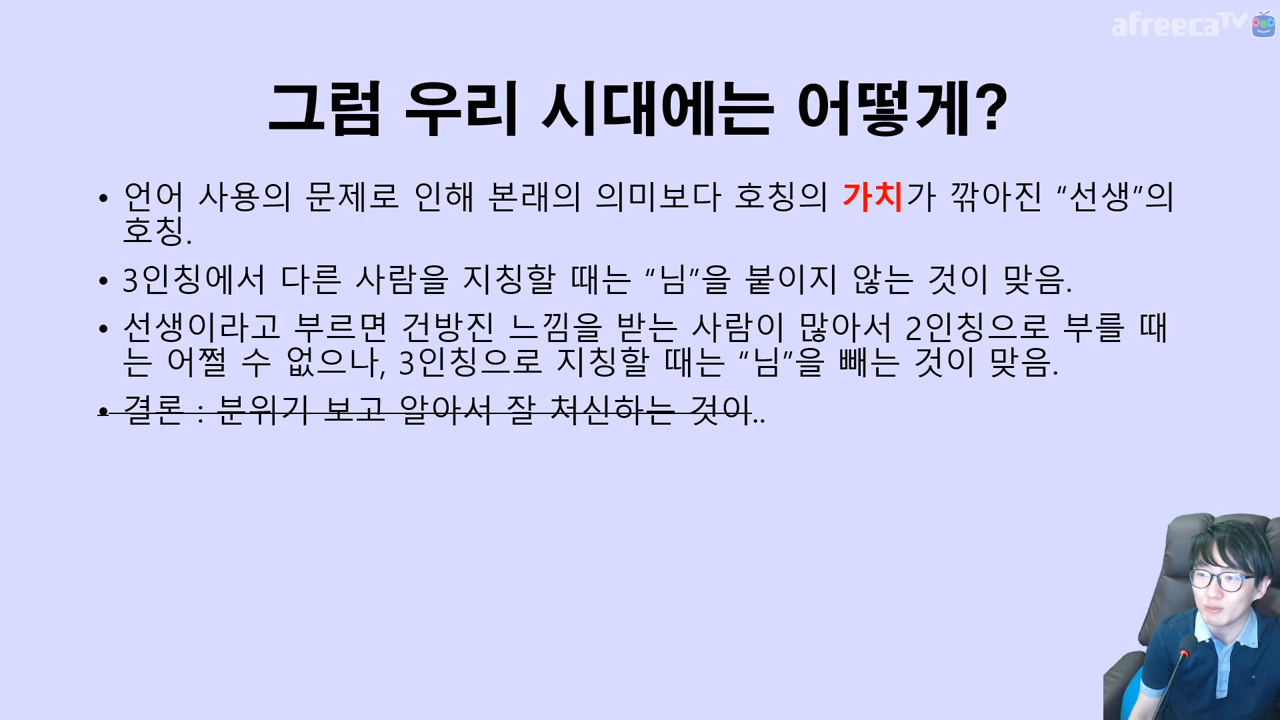 afreecaTV
그럼 우리 시대에는 어떻게?
• 언어 사용의 문제로 인해 본래의 의미보다 호칭의 가치가 깎아진 “선생”의
호칭.
• 3인칭에서 다른 사람을 지칭할 때는 “님”을 붙이지 않는 것이 맞음.
• 선생이라고 부르면 건방진 느낌을 받는 사람이 많아서 2인칭으로 부를 때
는 어쩔 수 없으나, 3인칭으로 지칭할 때는 “님”을 빼는 것이 맞음.
• 결론 : 분위기 보고 알아서 잘 처신하는 것이..